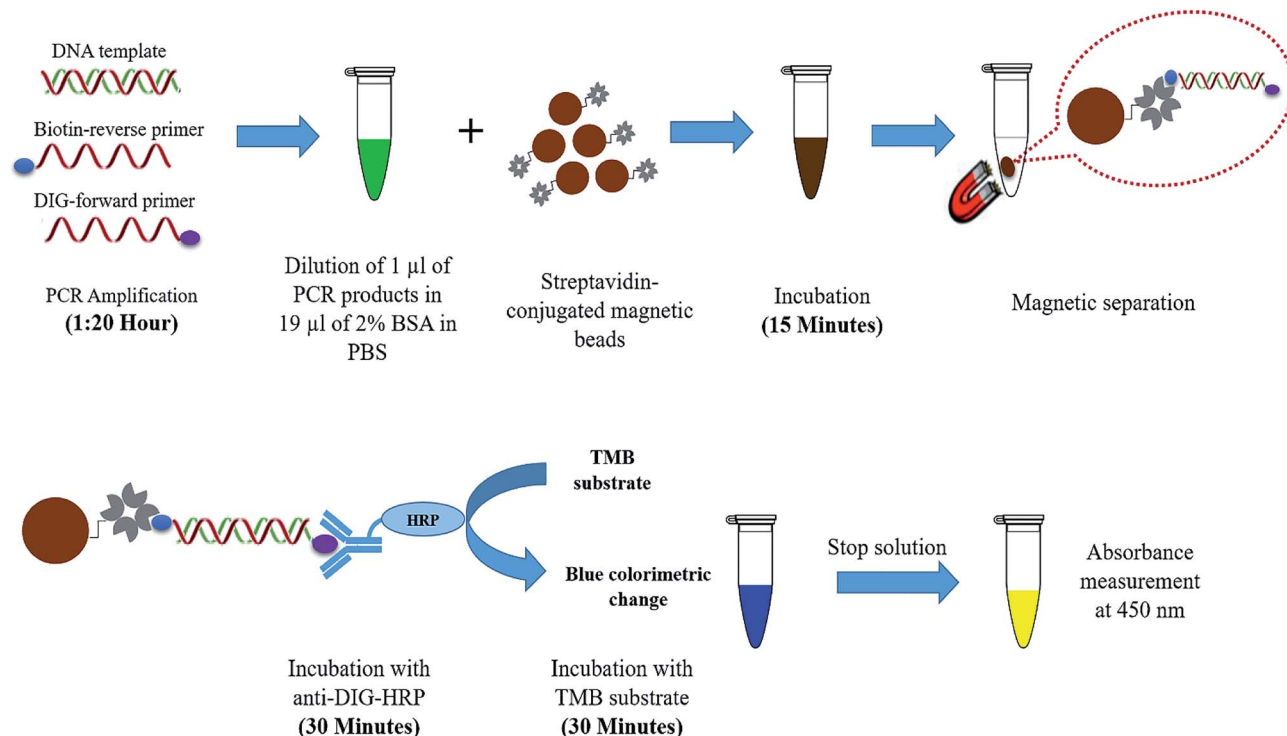 DNA template
Biotin-reverse primer
DIG-forward primer
PCR Amplification
(1:20 Hour)
Dilution of 1 µl of
PCR products in
19 µl of 2% BSA in
PBS
+
Streptavidin-
conjugated magnetic
beads
Incubation
(15 Minutes)
Magnetic separation
HRP
TMB
substrate
Blue colorimetric
change
Incubation with
anti-DIG-HRP
(30 Minutes)
Incubation with
TMB substrate
(30 Minutes)
Stop solution
Absorbance
measurement
at 450 nm